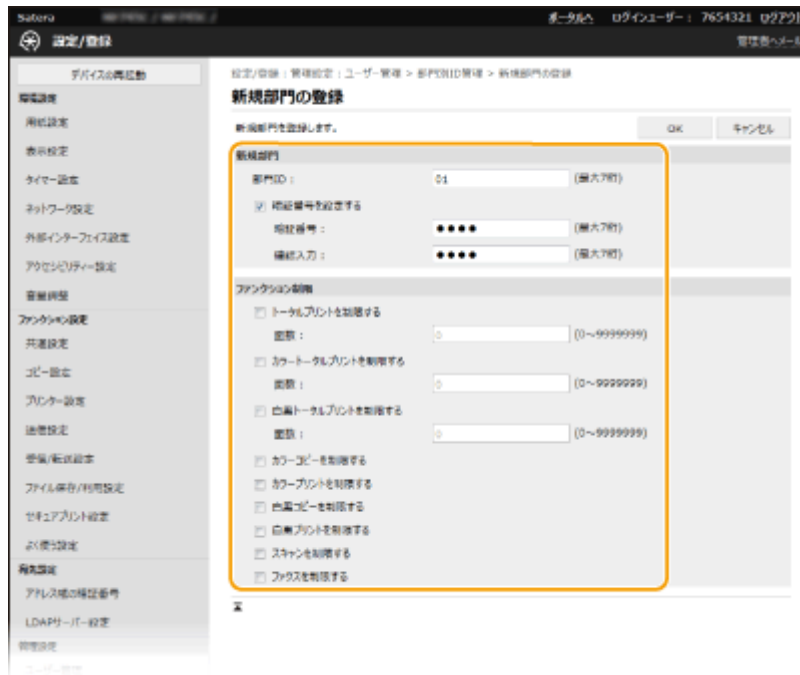 Satera
ポータルへ ログインユーザー： 7654321 ログアウト
設定/登録
管理者へメール
デバイスの再起動
設定/登録：管理設定：ユーザー管理 > 部門別ID管理 > 新規部門の登録
環境設定
新規部門の登録
用紙設定
新規部門を登録します。
OK キャンセル
表示設定
新規部門
タイマー設定
部門ID： 01 (最大7桁)
ネットワーク設定
暗証番号を設定する
外部インターフェイス設定
暗証番号： ●●●● (最大7桁)
アクセシビリティー設定
確認入力： ●●●● (最大7桁)
音量調整
ファンクション制限
ファンクション設定
トータルプリントを制限する
共通設定
面数： 0 (0～9999999)
コピー設定
カラートータルプリントを制限する
プリンター設定
面数： 0 (0～9999999)
送信設定
白黒トータルプリントを制限する
受信/転送設定
面数： 0 (0～9999999)
ファイル保存/利用設定
カラーコピーを制限する
セキュアプリント設定
カラープリントを制限する
よく使う設定
白黒コピーを制限する
白黒プリントを制限する
スキャンを制限する
ファクスを制限する
宛先設定
アドレス帳の暗証番号
LDAPサーバー設定
管理設定
ユーザー管理